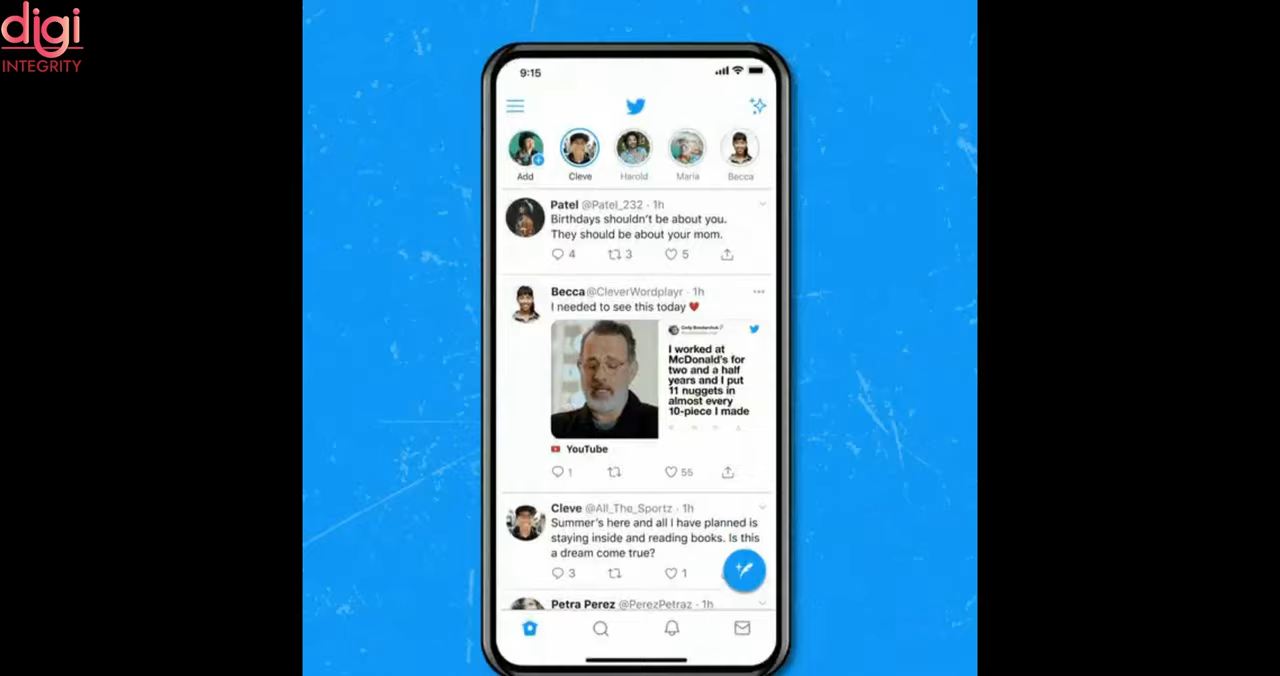 digi
INTEGRITY
9:15
Add
Cleve
Harold
Maria
Becca
Patel @Patel_232 · 1h
Birthdays shouldn't be about you.
They should be about your mom.
4 3 5
Becca @CleverWordplayr · 1h
I needed to see this today ❤️
I worked at
McDonald's for
two and a half
years and I put
11 nuggets in
almost every
10-piece I made
YouTube
1 55
Cleve @All_The_Sportz · 1h
Summer's here and all I have planned is
staying inside and reading books. Is this
a dream come true?
3 1
Petra Perez @PerezPetraz · 1h